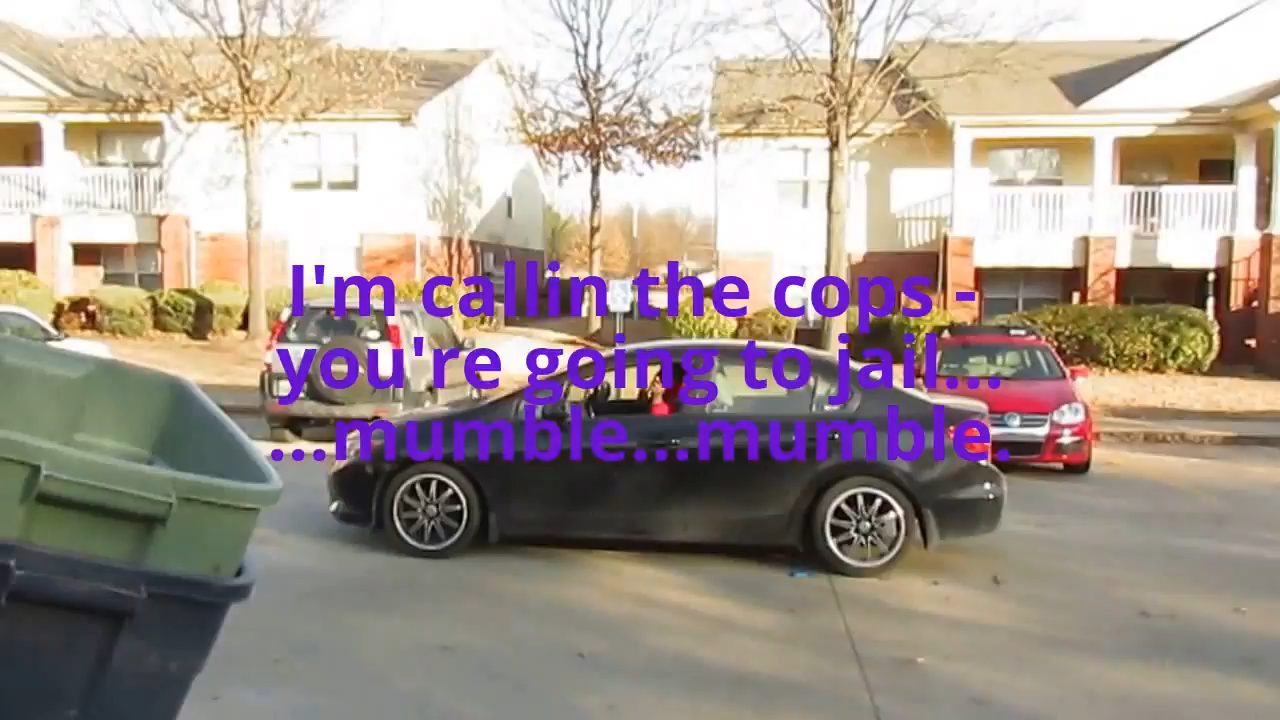 I'm callin the cops -
you're going to jail...
...mumble...mumble.